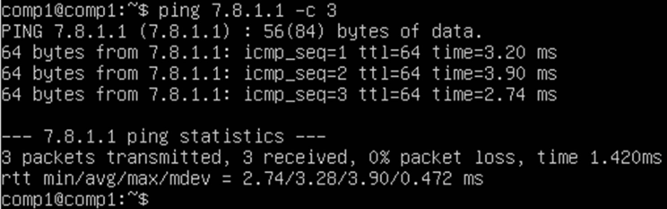 comp1@comp1:~$ ping 7.8.1.1 -c 3
PING 7.8.1.1 (7.8.1.1) : 56(84) bytes of data.
64 bytes from 7.8.1.1: icmp_seq=1 ttl=64 time=3.20 ms
64 bytes from 7.8.1.1: icmp_seq=2 ttl=64 time=3.90 ms
64 bytes from 7.8.1.1: icmp_seq=3 ttl=64 time=2.74 ms
--- 7.8.1.1 ping statistics ---
3 packets transmitted, 3 received, 0% packet loss, time 1.420ms
rtt min/avg/max/mdev = 2.74/3.28/3.90/0.472 ms
comp1@comp1:~$